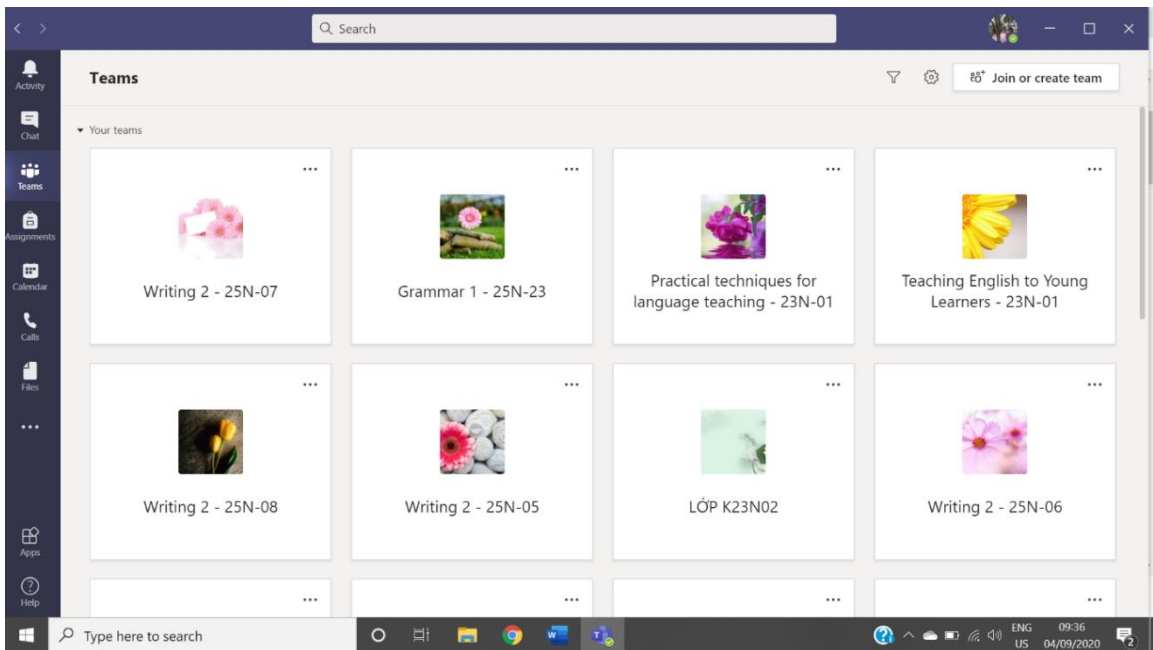 Search
Activity
Chat
Teams
Assignments
Calendar
Calls
Files
Apps
Help
Teams
Join or create team
Your teams
Writing 2 - 25N-07
Grammar 1 - 25N-23
Practical techniques for
language teaching - 23N-01
Teaching English to Young
Learners - 23N-01
Writing 2 - 25N-08
Writing 2 - 25N-05
LỚP K23N02
Writing 2 - 25N-06
Type here to search
ENG
US
09:36
04/09/2020
2